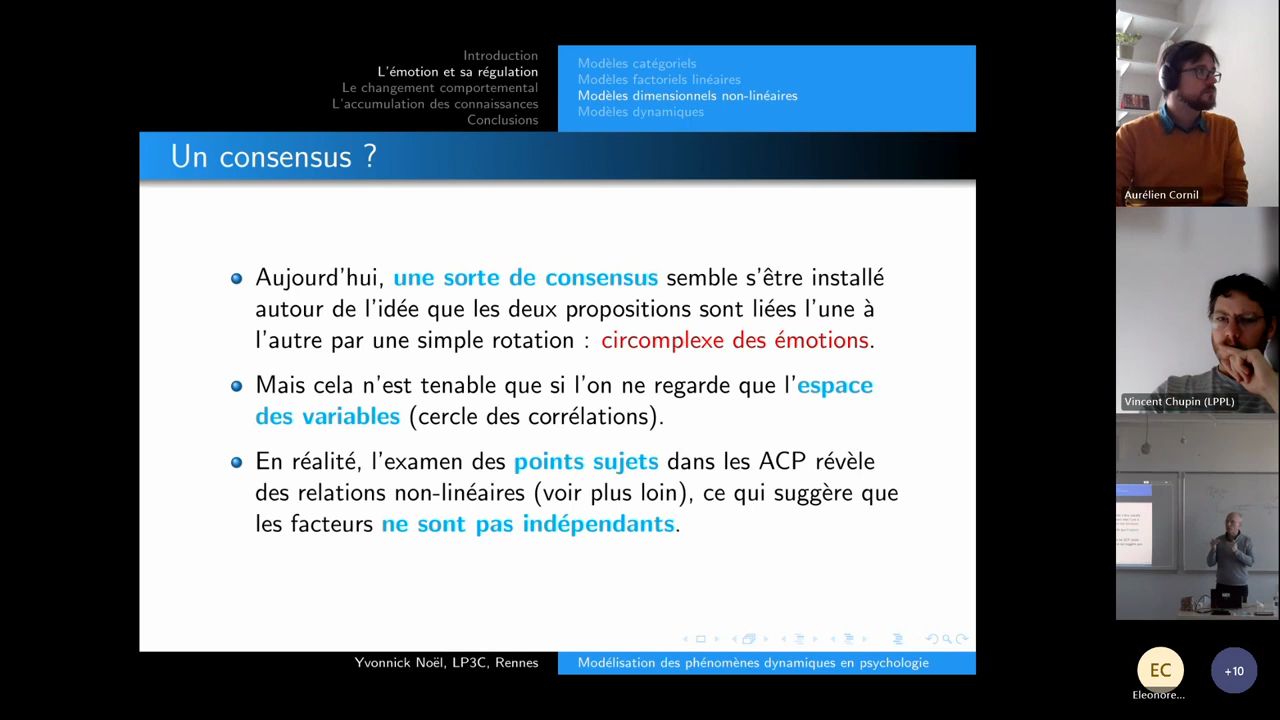 Introduction
L'émotion et sa régulation
Le changement comportemental
L'accumulation des connaissances
Conclusions
Modèles catégoriels
Modèles factoriels linéaires
Modèles dimensionnels non-linéaires
Modèles dynamiques
Un consensus ?
Aujourd'hui, une sorte de consensus semble s'être installé
autour de l'idée que les deux propositions sont liées l'une à
l'autre par une simple rotation : circomplexe des émotions.
Mais cela n'est tenable que si l'on ne regarde que l'espace
des variables (cercle des corrélations).
En réalité, l'examen des points sujets dans les ACP révèle
des relations non-linéaires (voir plus loin), ce qui suggère que
les facteurs ne sont pas indépendants.
Yvonnick Noël, LP3C, Rennes
Modélisation des phénomènes dynamiques en psychologie
Aurélien Cornil
Vincent Chupin (LPPL)
EC
Eleonore...
+10